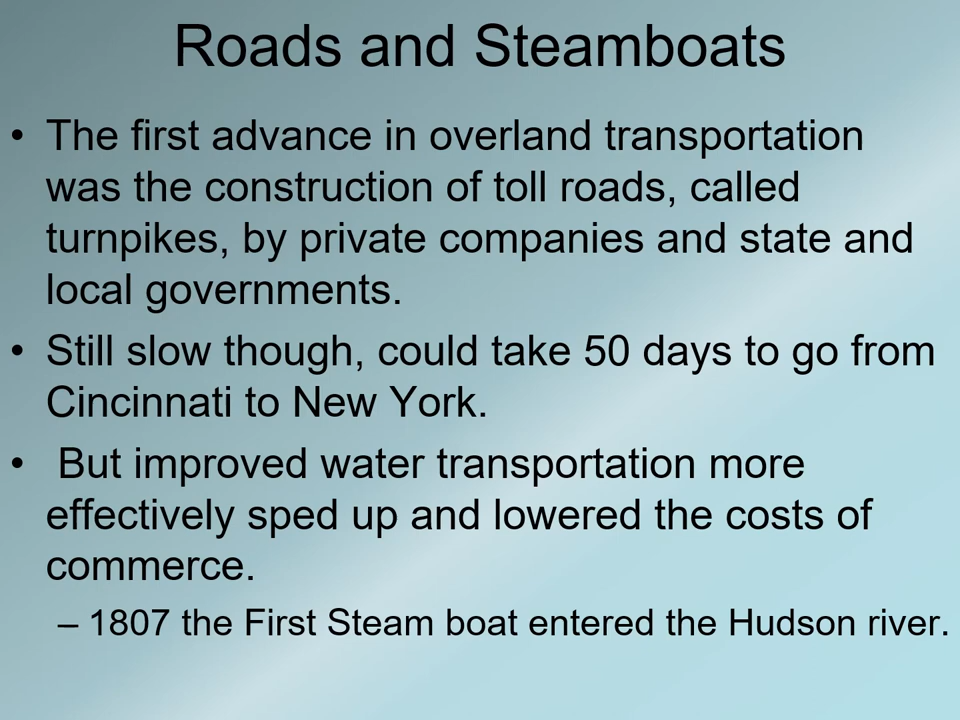 Roads and Steamboats
• The first advance in overland transportation
was the construction of toll roads, called
turnpikes, by private companies and state and
local governments.
• Still slow though, could take 50 days to go from
Cincinnati to New York.
• But improved water transportation more
effectively sped up and lowered the costs of
commerce.
– 1807 the First Steam boat entered the Hudson river.